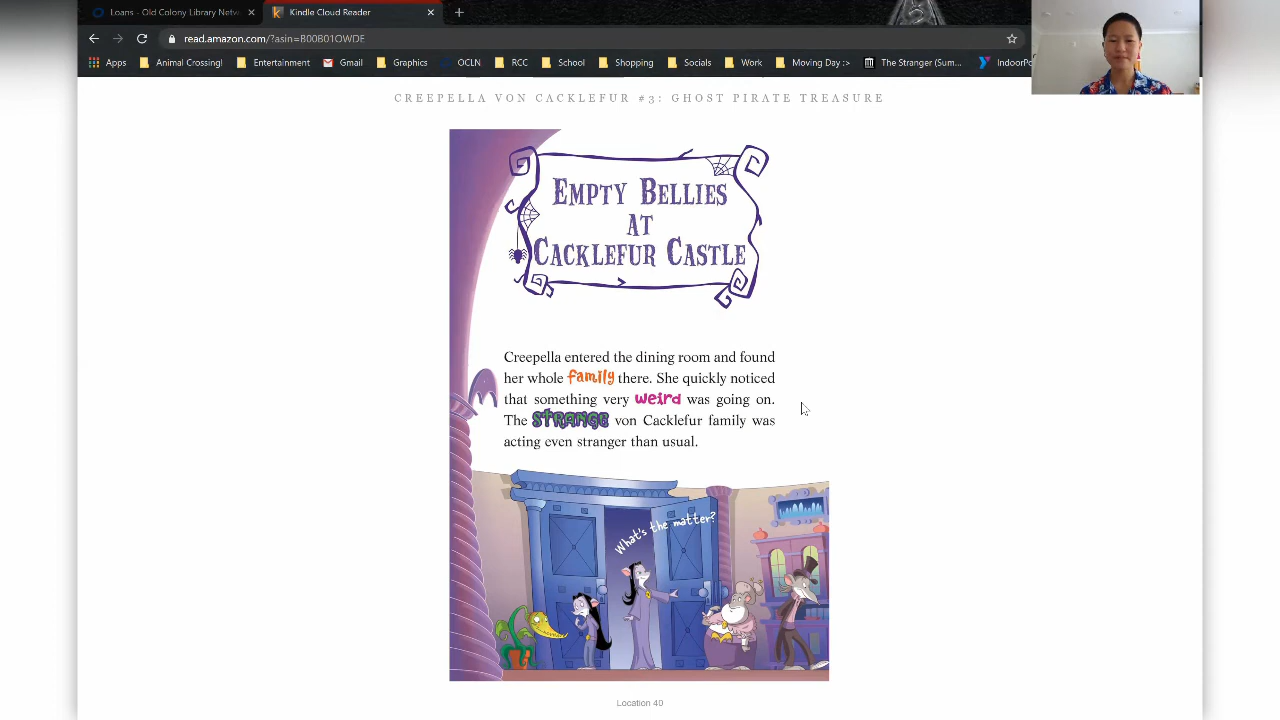 Loans - Old Colony Library Netw
Kindle Cloud Reader
read.amazon.com/?asin=B00B01OWDE
Apps Animal Crossing! Entertainment Gmail Graphics OCLN RCC School Shopping Socials Work Moving Day :> The Stranger (Sum... IndoorPo
CREEPELLA VON CACKLEFUR #3: GHOST PIRATE TREASURE
EMPTY BELLIES
AT
CACKLEFUR CASTLE
Creepella entered the dining room and found
her whole family there. She quickly noticed
that something very weird was going on.
The STRANGE von Cacklefur family was
acting even stranger than usual.
What's the matter?
Location 40